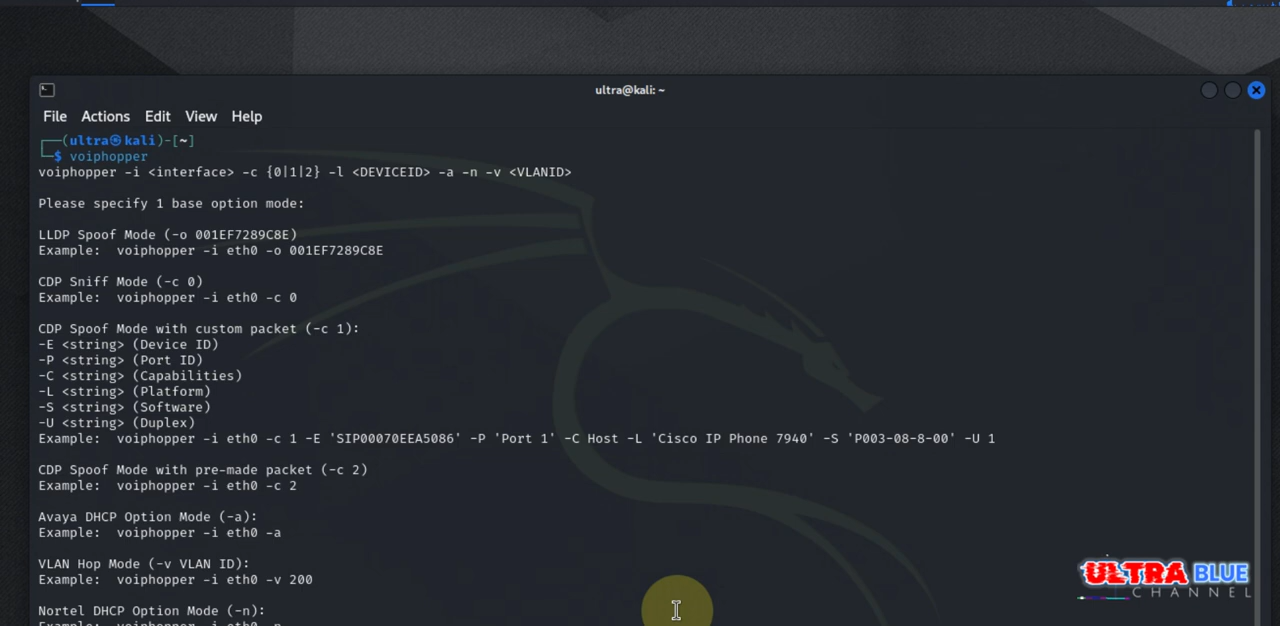 ultra@kali: ~
File Actions Edit View Help
┌──(ultra㉿kali)-[~]
└─$ voiphopper
voiphopper -i <interface> -c {0|1|2} -l <DEVICEID> -a -n -v <VLANID>
Please specify 1 base option mode:
LLDP Spoof Mode (-o 001EF7289C8E)
Example:  voiphopper -i eth0 -o 001EF7289C8E
CDP Sniff Mode (-c 0)
Example:  voiphopper -i eth0 -c 0
CDP Spoof Mode with custom packet (-c 1):
-E <string> (Device ID)
-P <string> (Port ID)
-C <string> (Capabilities)
-L <string> (Platform)
-S <string> (Software)
-U <string> (Duplex)
Example:  voiphopper -i eth0 -c 1 -E 'SIP00070EEA5086' -P 'Port 1' -C Host -L 'Cisco IP Phone 7940' -S 'P003-08-8-00' -U 1
CDP Spoof Mode with pre-made packet (-c 2)
Example:  voiphopper -i eth0 -c 2
Avaya DHCP Option Mode (-a):
Example:  voiphopper -i eth0 -a
VLAN Hop Mode (-v VLAN ID):
Example:  voiphopper -i eth0 -v 200
Nortel DHCP Option Mode (-n):
ULTRA BLUE
CHANNEL